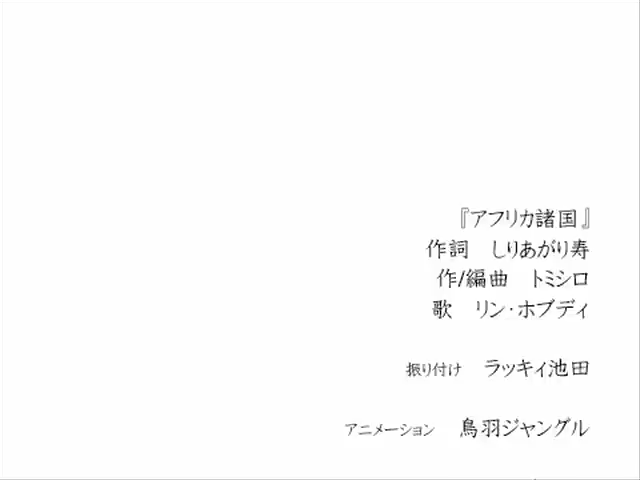 『アフリカ諸国』
作詞　しりあがり寿
作/編曲　トミシロ
歌　リン・ホブディ
振り付け　ラッキィ池田
アニメーション　鳥羽ジャングル